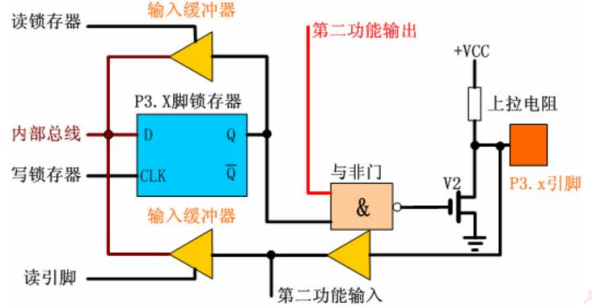 读锁存器
输入缓冲器
第二功能输出
+VCC
P3.X脚锁存器
上拉电阻
内部总线
D
Q
与非门
写锁存器
CLK
Q̅
V2
P3.x引脚
&
输入缓冲器
读引脚
第二功能输入